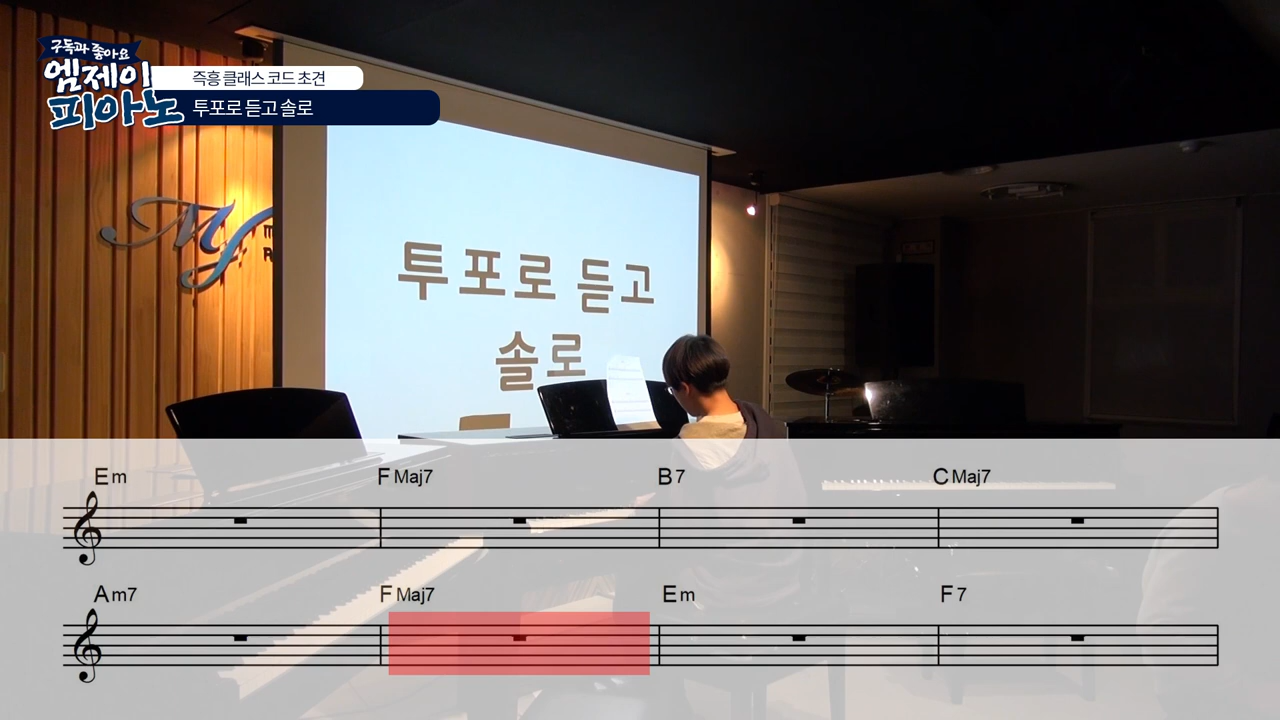 구독과 좋아요
엠제이
피아노
즉흥 클래스 코드 초견
투포로 듣고 솔로
My
투포로 듣고
솔로
Em FMaj7 B7 CMaj7
Am7 FMaj7 Em F7